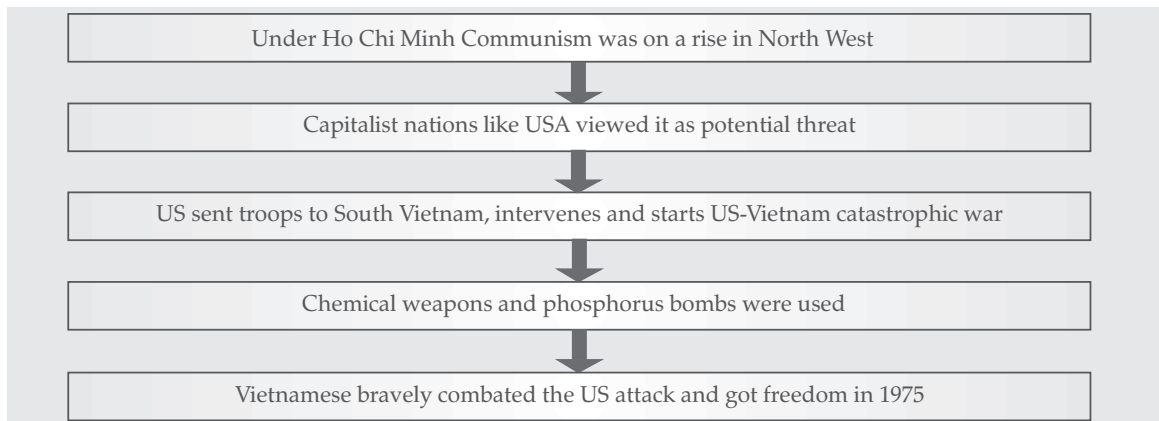 Under Ho Chi Minh Communism was on a rise in North West
Capitalist nations like USA viewed it as potential threat
US sent troops to South Vietnam, intervenes and starts US-Vietnam catastrophic war
Chemical weapons and phosphorus bombs were used
Vietnamese bravely combated the US attack and got freedom in 1975